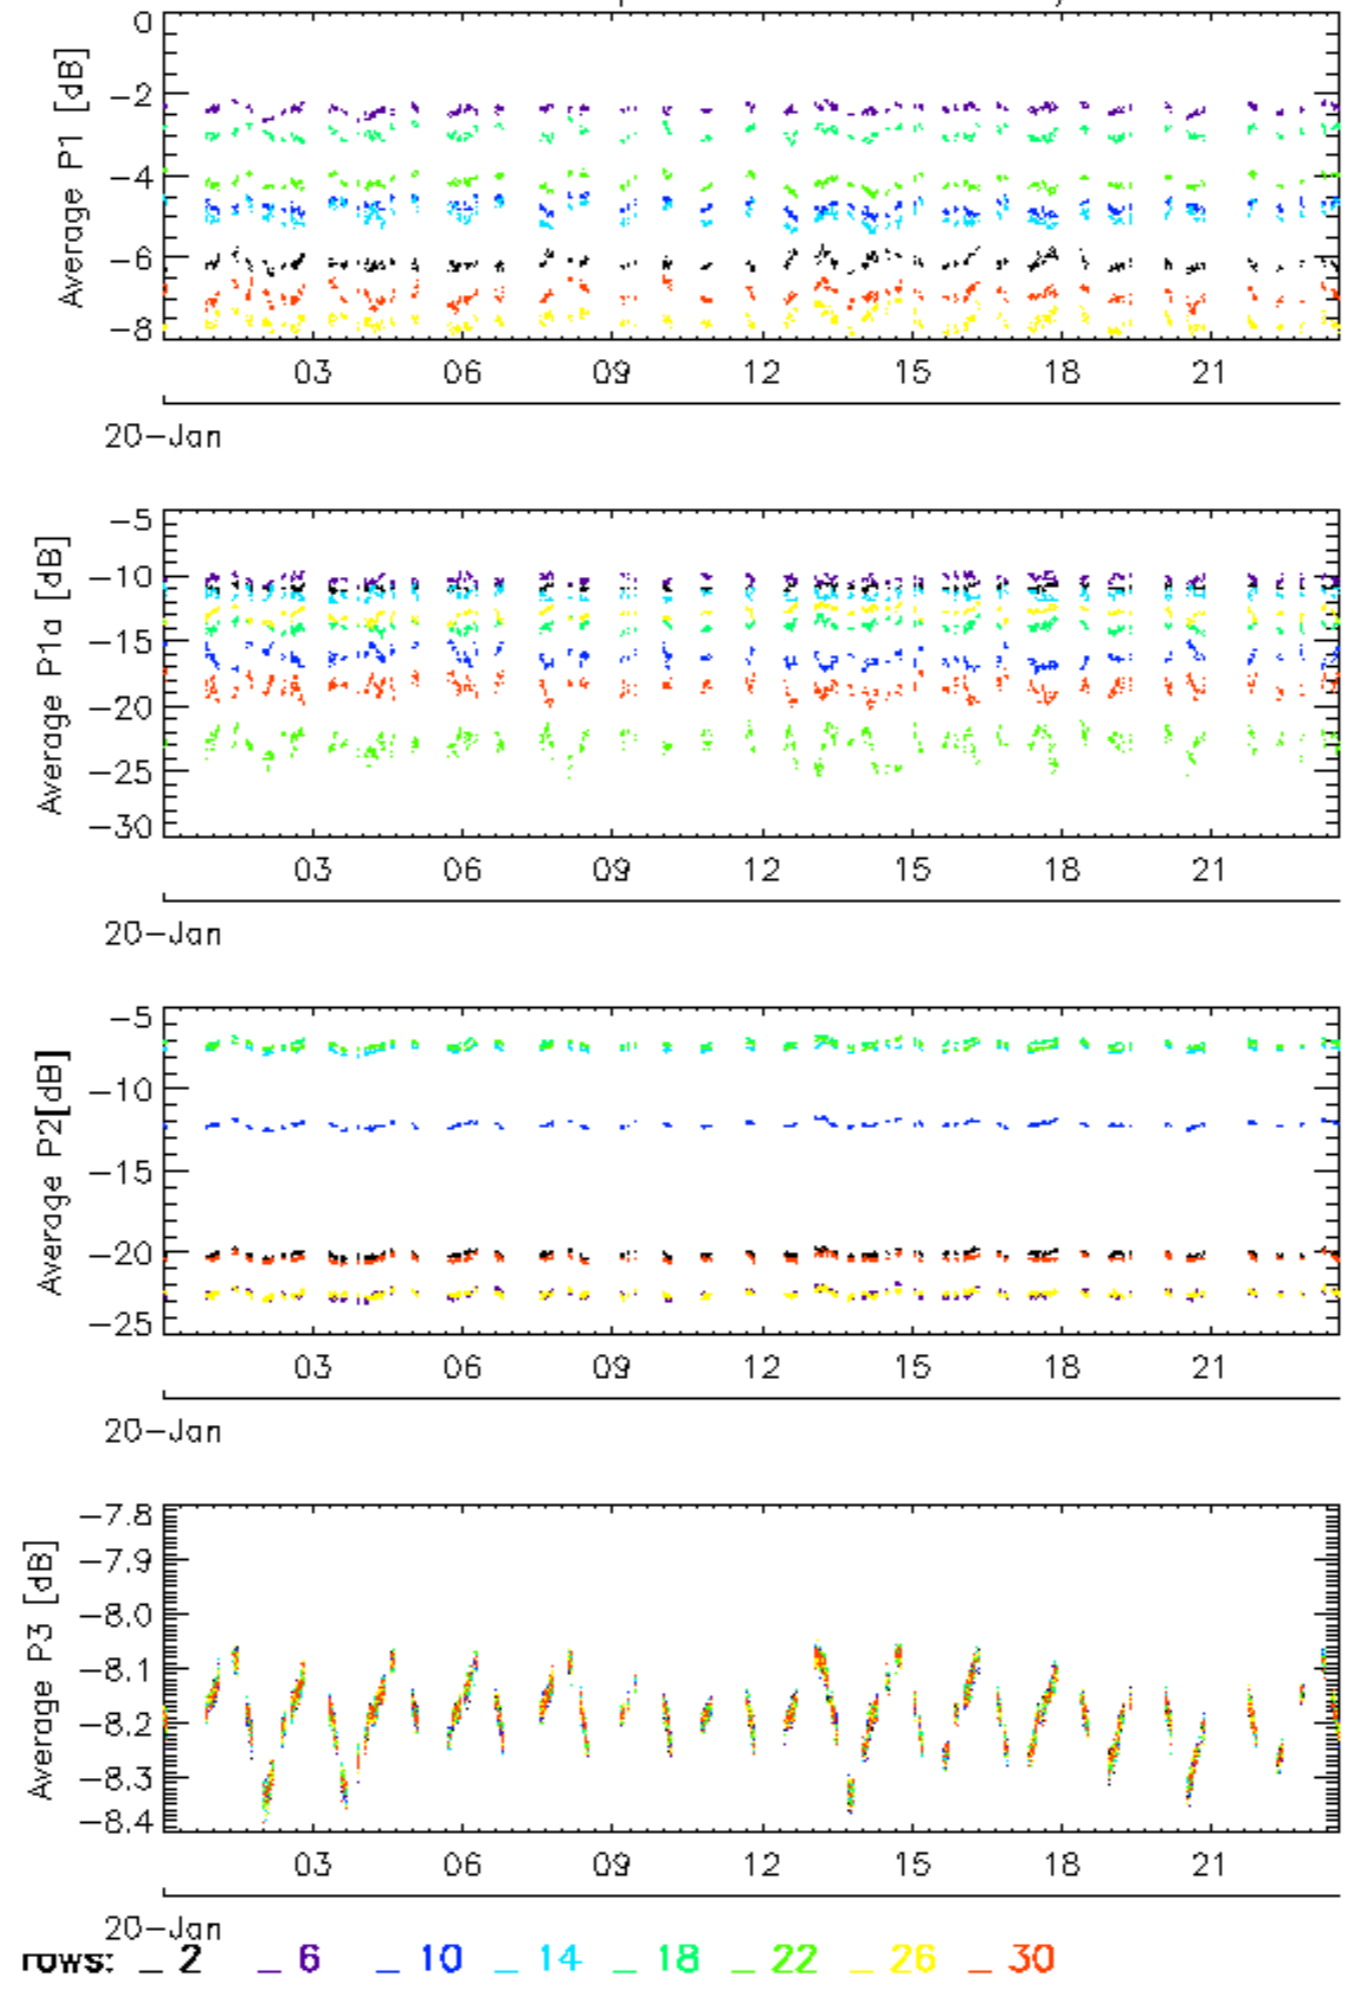 0
-2
-4
-6
-8
Average P1 [dB]
03 06 09 12 15 18 21
20-Jan
-5
-10
-15
-20
-25
-30
Average P1a [dB]
03 06 09 12 15 18 21
20-Jan
-5
-10
-15
-20
-25
Average P2[dB]
03 06 09 12 15 18 21
20-Jan
-7.8
-7.9
-8.0
-8.1
-8.2
-8.3
-8.4
Average P3 [dB]
03 06 09 12 15 18 21
20-Jan
rows: _ 2 _ 6 _ 10 _ 14 _ 18 _ 22 _ 26 _ 30